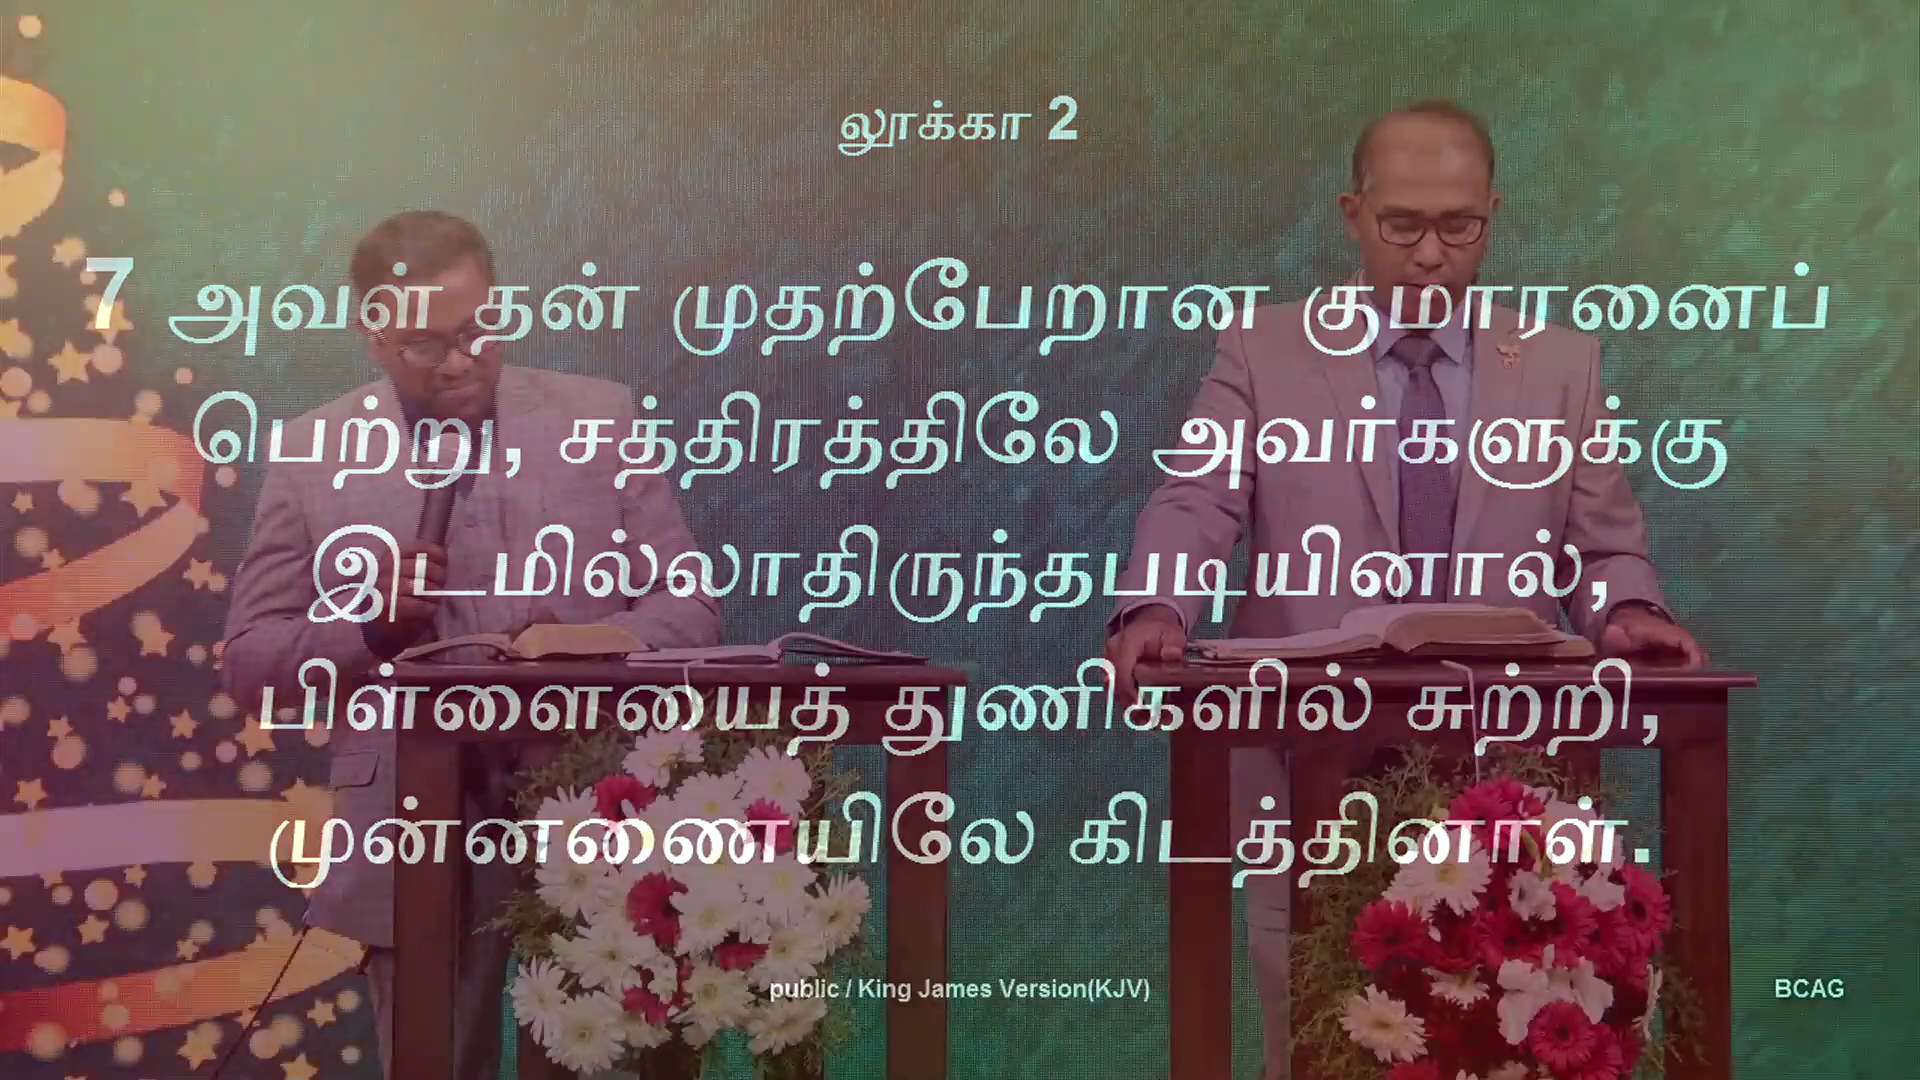 லூக்கா 2
7 அவள் தன் முதற்பேறான குமாரனைப்
பெற்று, சத்திரத்திலே அவர்களுக்கு
இடமில்லாதிருந்தபடியினால்,
பிள்ளையைத் துணிகளில் சுற்றி,
முன்னணையிலே கிடத்தினாள்.
public / King James Version(KJV)
BCAG